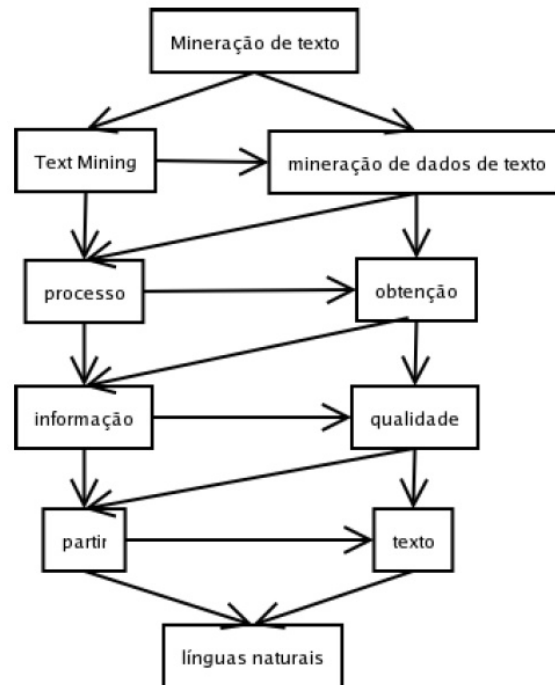 Mineração de texto
Text Mining
mineração de dados de texto
processo
obtenção
informação
qualidade
partir
texto
línguas naturais